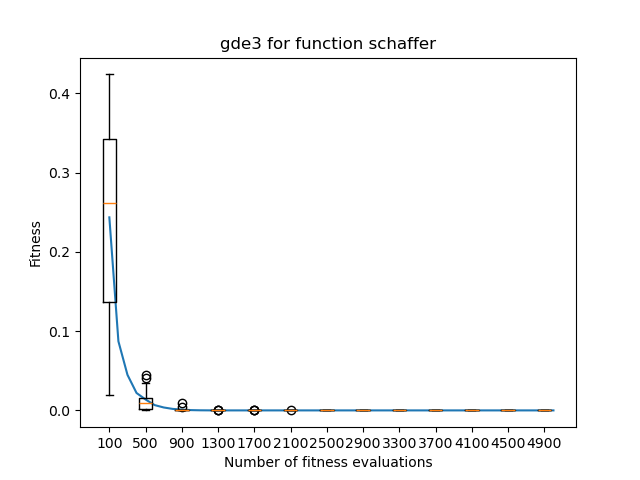 gde3 for function schaffer
Fitness
0.4
0.3
0.2
0.1
0.0
100 500 900 1300 1700 2100 2500 2900 3300 3700 4100 4500 4900
Number of fitness evaluations